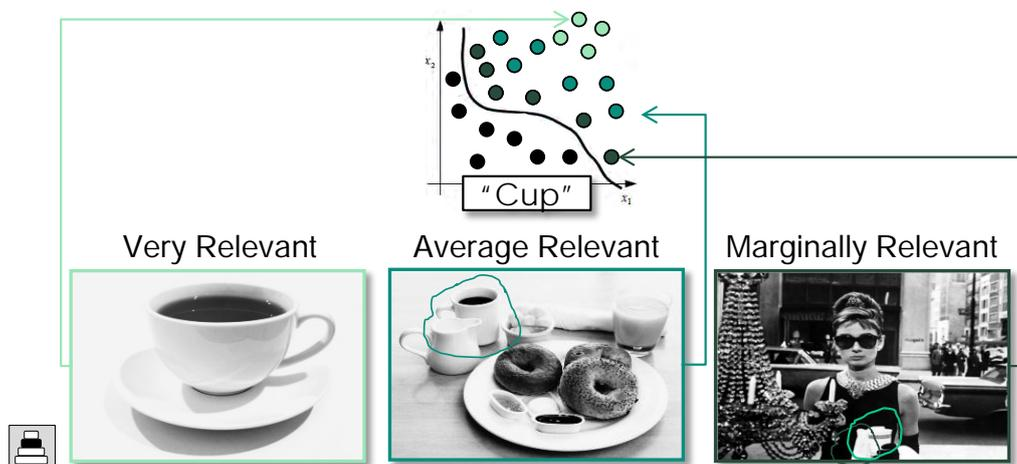 x₂
“Cup”
x₁
Very Relevant
Average Relevant
Marginally Relevant